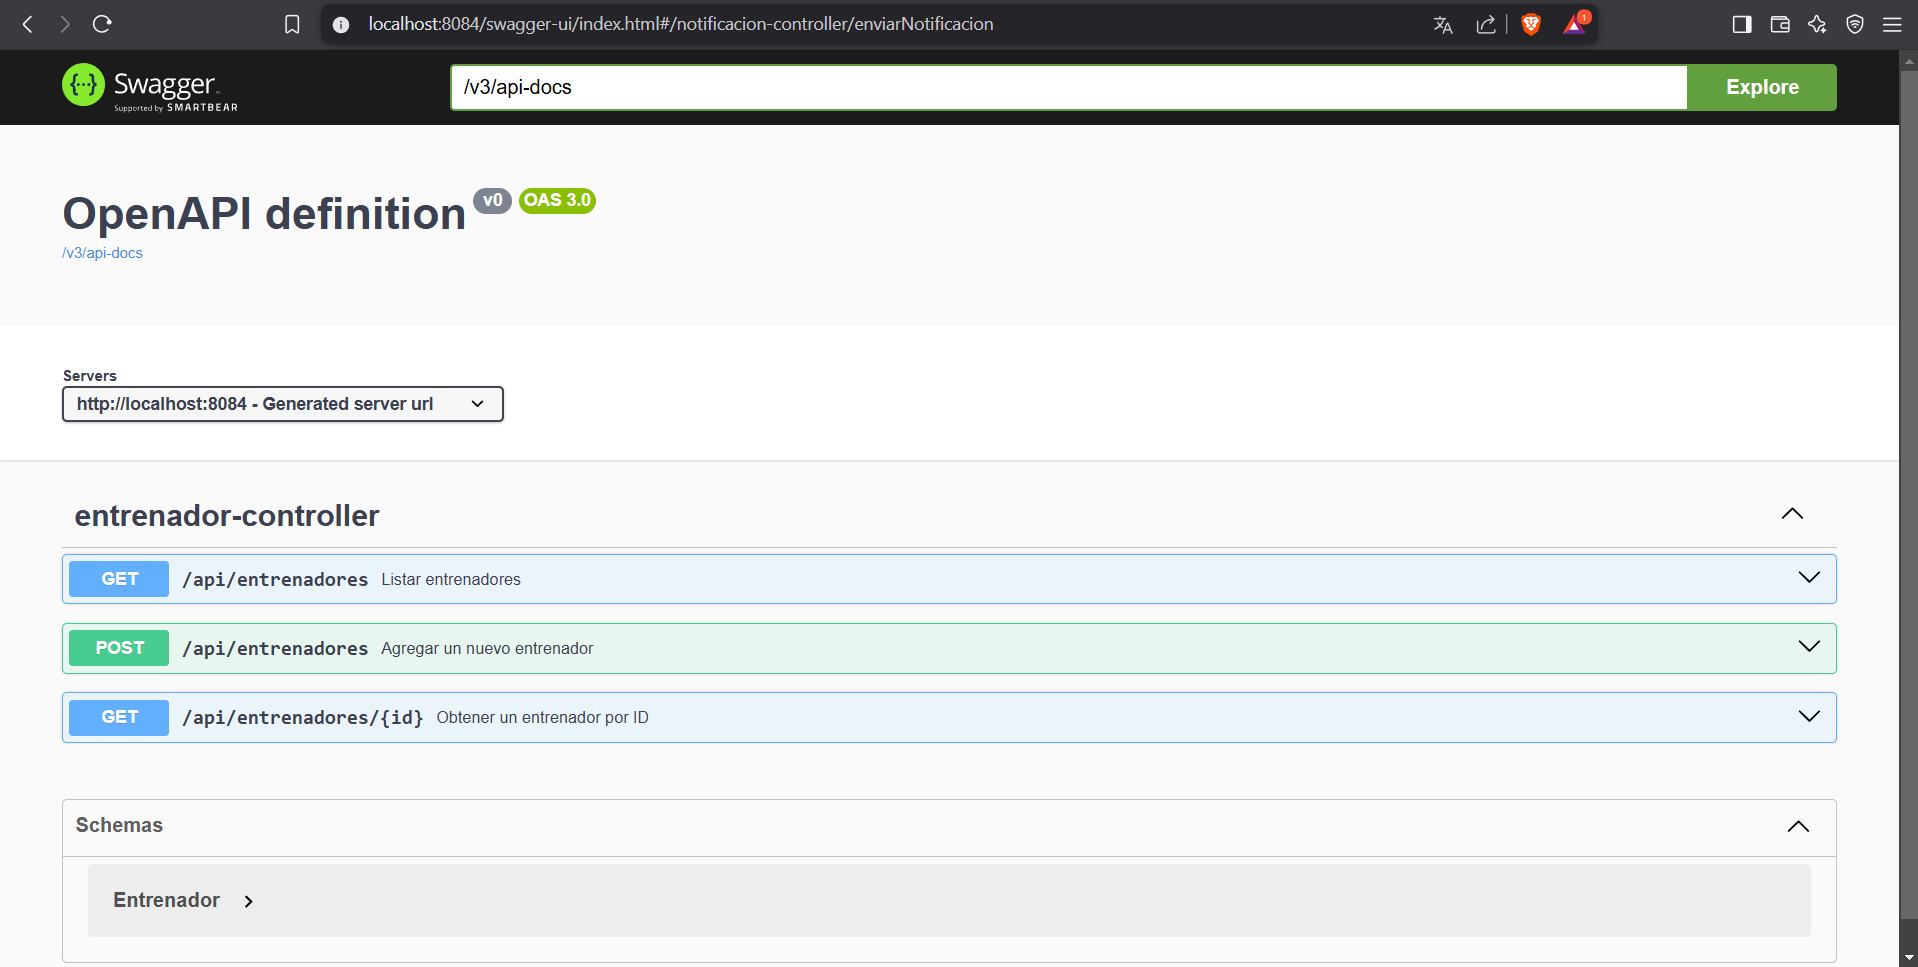 localhost:8084/swagger-ui/index.html#/notificacion-controller/enviarNotificacion
1
{···} Swagger
Supported by SMARTBEAR
/v3/api-docs
Explore
OpenAPI definition v0 OAS 3.0
/v3/api-docs
Servers
http://localhost:8084 - Generated server url
entrenador-controller
GET /api/entrenadores Listar entrenadores
POST /api/entrenadores Agregar un nuevo entrenador
GET /api/entrenadores/{id} Obtener un entrenador por ID
Schemas
Entrenador